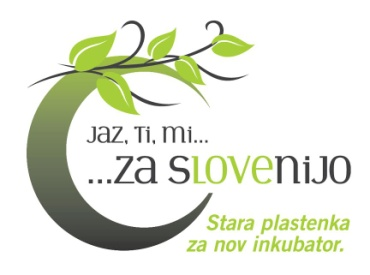 Jaz, Ti, Mi...
...za sLOVEnijo
Stara plastenka
za nov inkubator.